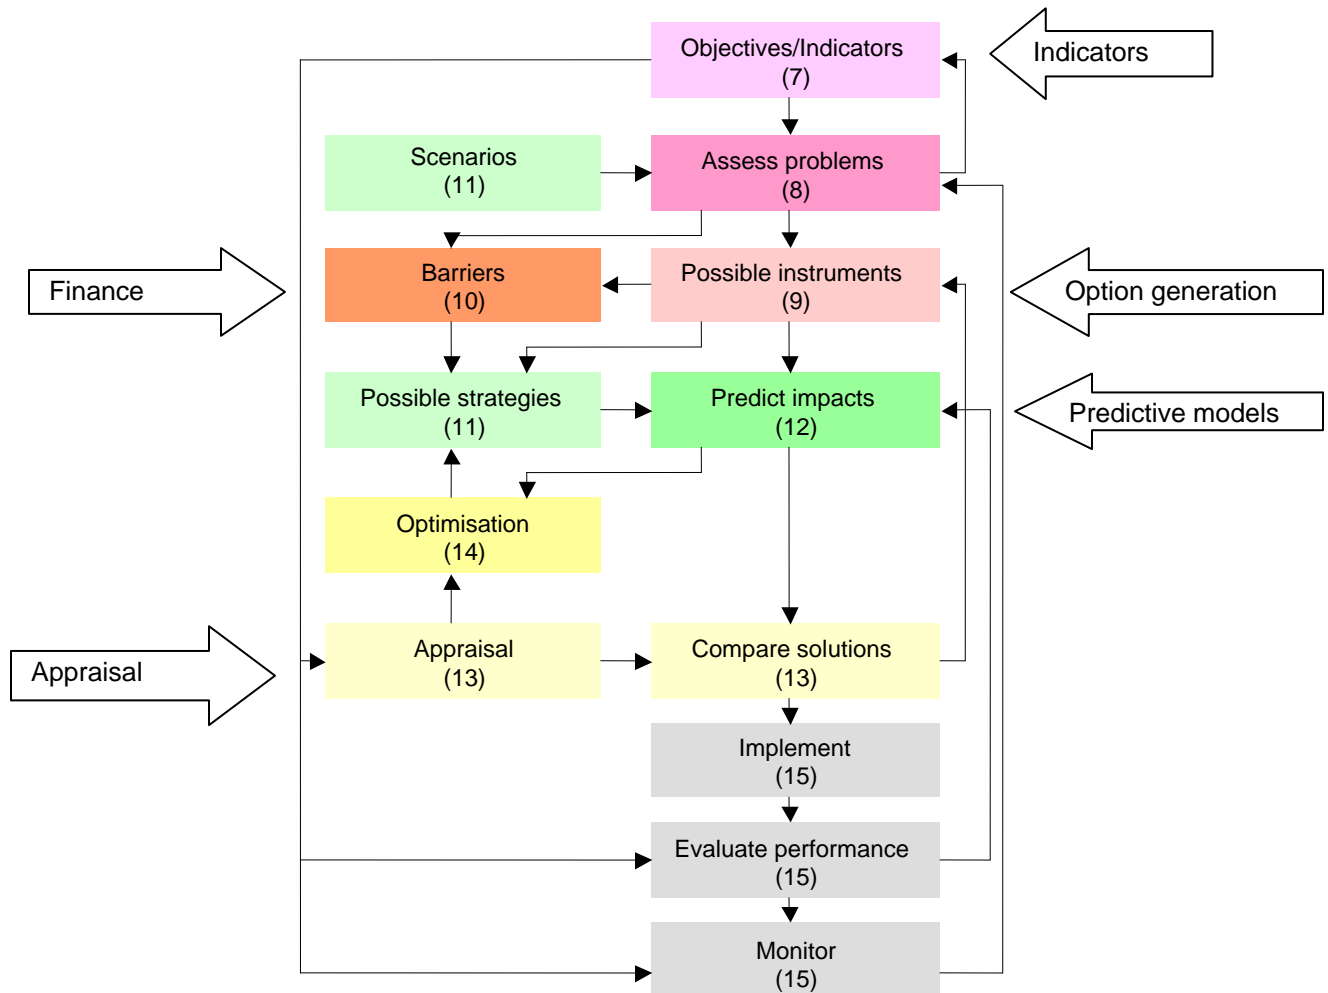 Objectives/Indicators
(7)
Indicators
Scenarios
(11)
Assess problems
(8)
Finance
Barriers
(10)
Possible instruments
(9)
Option generation
Possible strategies
(11)
Predict impacts
(12)
Predictive models
Optimisation
(14)
Appraisal
Appraisal
(13)
Compare solutions
(13)
Implement
(15)
Evaluate performance
(15)
Monitor
(15)